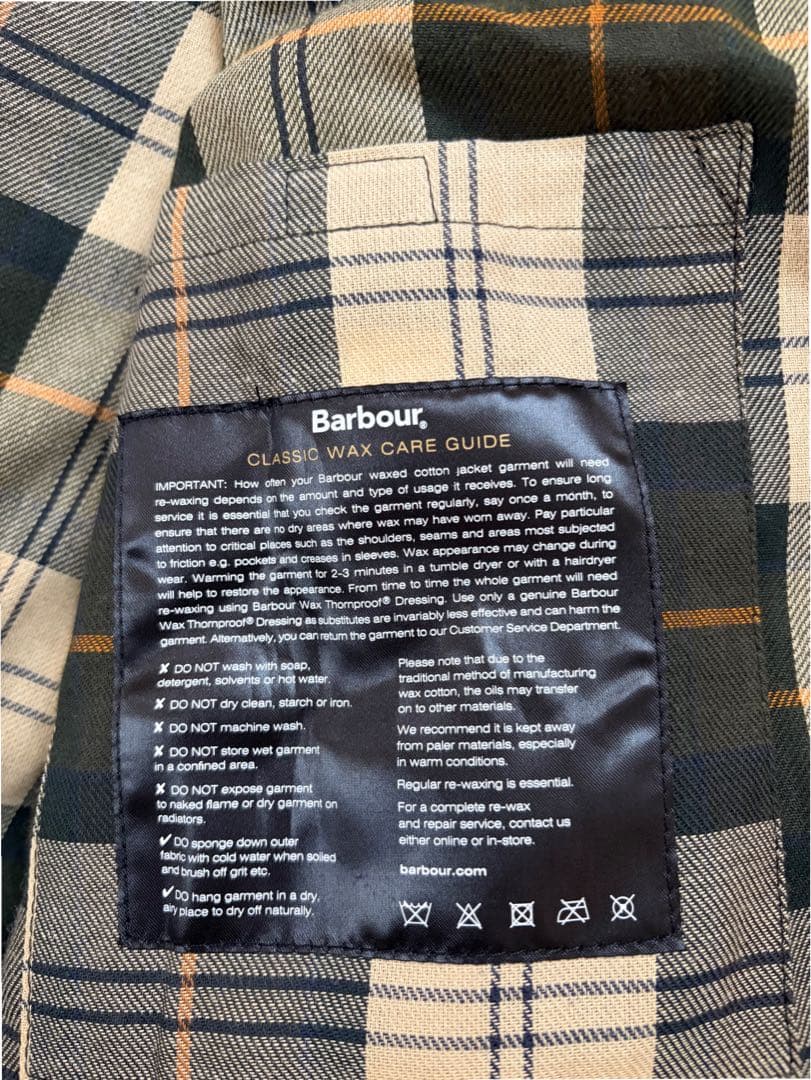 Barbour®
CLASSIC WAX CARE GUIDE
IMPORTANT: How often your Barbour waxed cotton jacket garment will need
re-waxing depends on the amount and type of usage it receives. To ensure long
service it is essential that you check the garment regularly, say once a month, to
ensure that there are no dry areas where wax may have worn away. Pay particular
attention to critical places such as the shoulders, seams and areas most subjected
to friction e.g. pockets and creases in sleeves. Wax appearance may change during
wear. Warming the garment for 2-3 minutes in a tumble dryer or with a hairdryer
will help to restore the appearance. From time to time the whole garment will need
re-waxing using Barbour Wax Thornproof® Dressing. Use only a genuine Barbour
Wax Thornproof® Dressing as substitutes are invariably less effective and can harm the
garment. Alternatively, you can return the garment to our Customer Service Department.
✘ DO NOT wash with soap,
detergent, solvents or hot water.
✘ DO NOT dry clean, starch or iron.
✘ DO NOT machine wash.
✘ DO NOT store wet garment
in a confined area.
✘ DO NOT expose garment
to naked flame or dry garment on
radiators.
✔ DO sponge down outer
fabric with cold water when soiled
and brush off grit etc.
✔ DO hang garment in a dry,
airy place to dry off naturally.
Please note that due to the
traditional method of manufacturing
wax cotton, the oils may transfer
on to other materials.
We recommend it is kept away
from paler materials, especially
in warm conditions.
Regular re-waxing is essential.
For a complete re-wax
and repair service, contact us
either online or in-store.
barbour.com